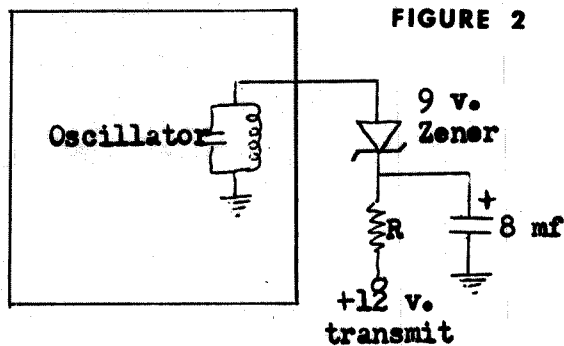 FIGURE 2
9 v.
Zener
Oscillator
+
R
8 mf
+12 v.
transmit